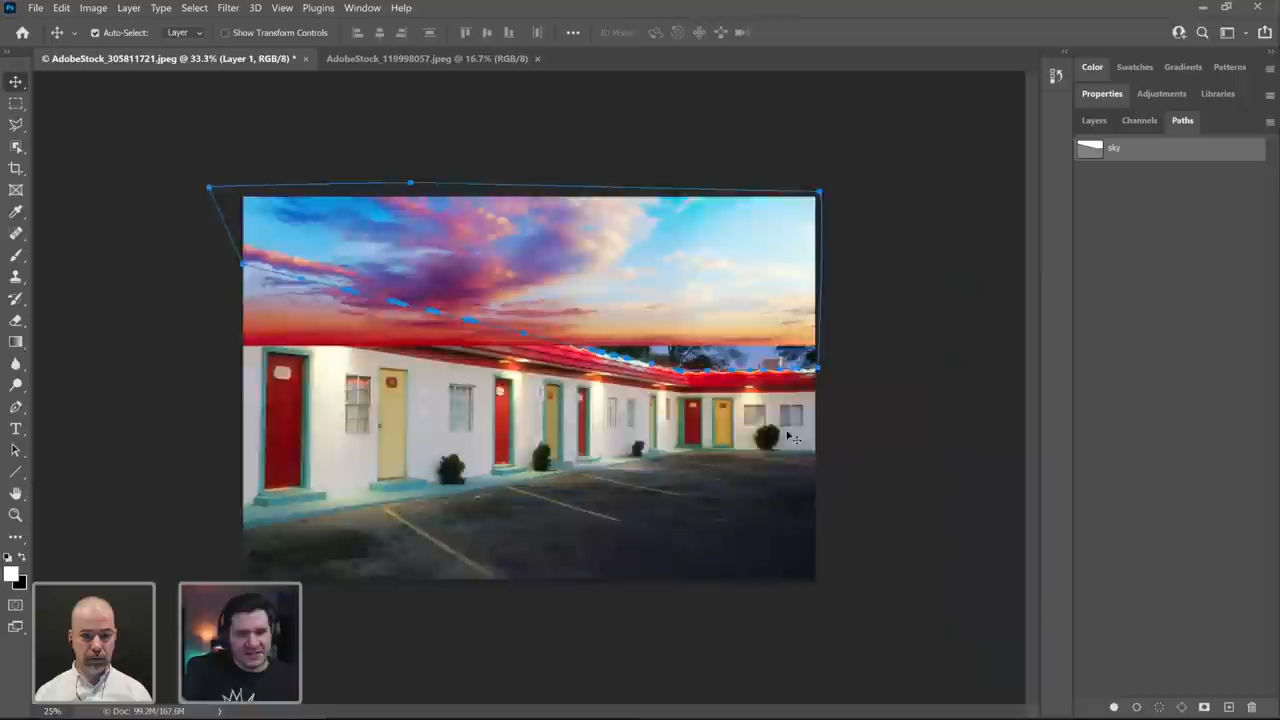 Ps File Edit Image Layer Type Select Filter 3D View Plugins Window Help
Auto-Select: Layer Show Transform Controls
© AdobeStock_305811721.jpeg @ 33.3% (Layer 1, RGB/8) * × AdobeStock_119998057.jpeg @ 16.7% (RGB/8) ×
Color Swatches Gradients Patterns
Properties Adjustments Libraries
Layers Channels Paths
sky
25% © Doc: 99.2M/167.6M